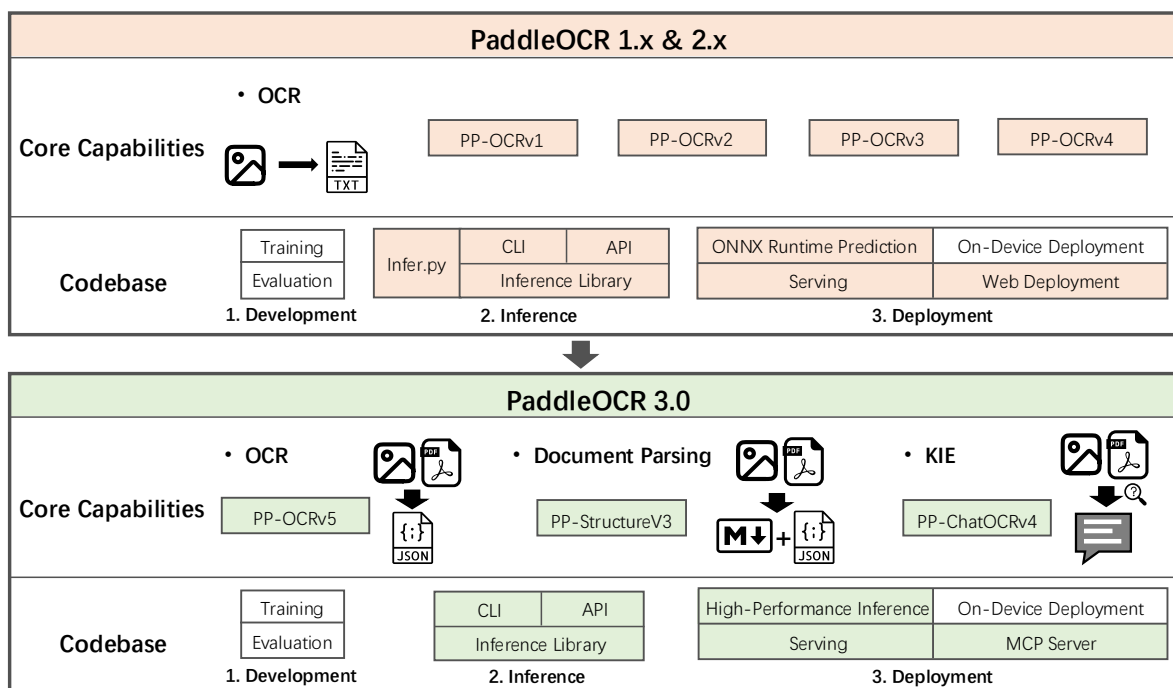 PaddleOCR 1.x & 2.x
• OCR
Core Capabilities
TXT
PP-OCRv1
PP-OCRv2
PP-OCRv3
PP-OCRv4
Codebase
Training
Evaluation
1. Development
Infer.py
CLI
API
Inference Library
2. Inference
ONNX Runtime Prediction
On-Device Deployment
Serving
Web Deployment
3. Deployment
PaddleOCR 3.0
Core Capabilities
• OCR
PP-OCRv5
PDF
{;}
JSON
• Document Parsing
PP-StructureV3
PDF
M
+
{;}
JSON
• KIE
PP-ChatOCRv4
PDF
?
Codebase
Training
Evaluation
1. Development
CLI
API
Inference Library
2. Inference
High-Performance Inference
On-Device Deployment
Serving
MCP Server
3. Deployment